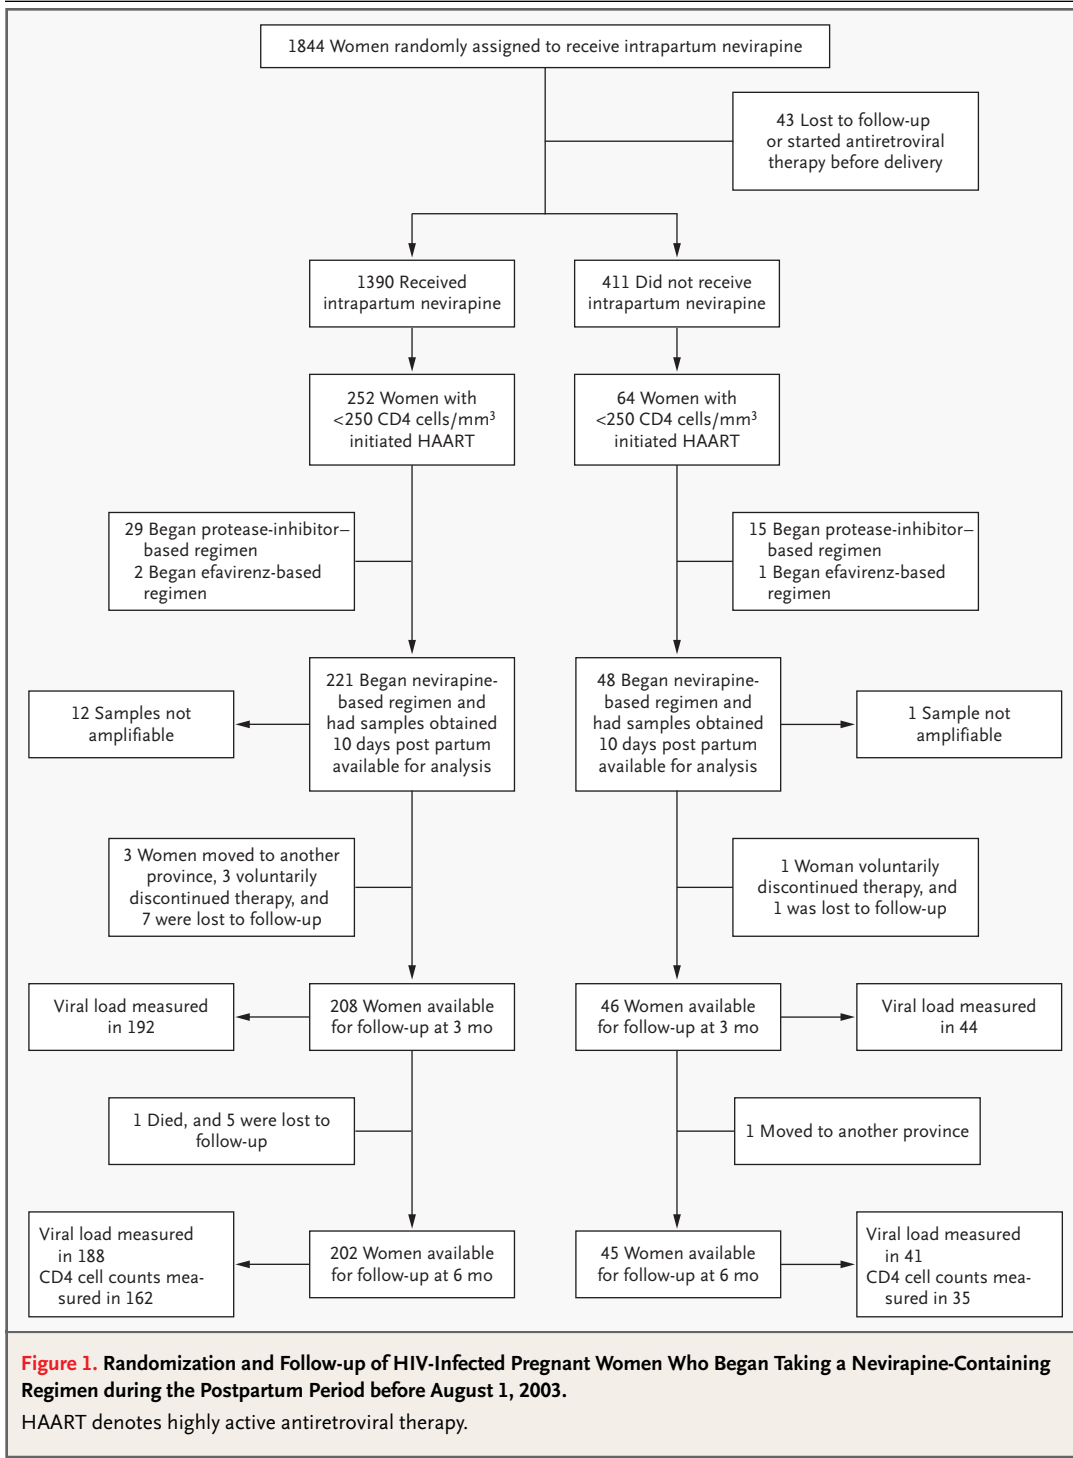 1844 Women randomly assigned to receive intrapartum nevirapine
43 Lost to follow-up
or started antiretroviral
therapy before delivery
1390 Received
intrapartum nevirapine
411 Did not receive
intrapartum nevirapine
252 Women with
<250 CD4 cells/mm³
initiated HAART
64 Women with
<250 CD4 cells/mm³
initiated HAART
29 Began protease-inhibitor–
based regimen
2 Began efavirenz-based
regimen
15 Began protease-inhibitor–
based regimen
1 Began efavirenz-based
regimen
12 Samples not
amplifiable
221 Began nevirapine-
based regimen and
had samples obtained
10 days post partum
available for analysis
48 Began nevirapine-
based regimen and
had samples obtained
10 days post partum
available for analysis
1 Sample not
amplifiable
3 Women moved to another
province, 3 voluntarily
discontinued therapy, and
7 were lost to follow-up
1 Woman voluntarily
discontinued therapy, and
1 was lost to follow-up
Viral load measured
in 192
208 Women available
for follow-up at 3 mo
46 Women available
for follow-up at 3 mo
Viral load measured
in 44
1 Died, and 5 were lost to
follow-up
1 Moved to another province
Viral load measured
in 188
CD4 cell counts mea-
sured in 162
202 Women available
for follow-up at 6 mo
45 Women available
for follow-up at 6 mo
Viral load measured
in 41
CD4 cell counts mea-
sured in 35
Figure 1. Randomization and Follow-up of HIV-Infected Pregnant Women Who Began Taking a Nevirapine-Containing
Regimen during the Postpartum Period before August 1, 2003.
HAART denotes highly active antiretroviral therapy.